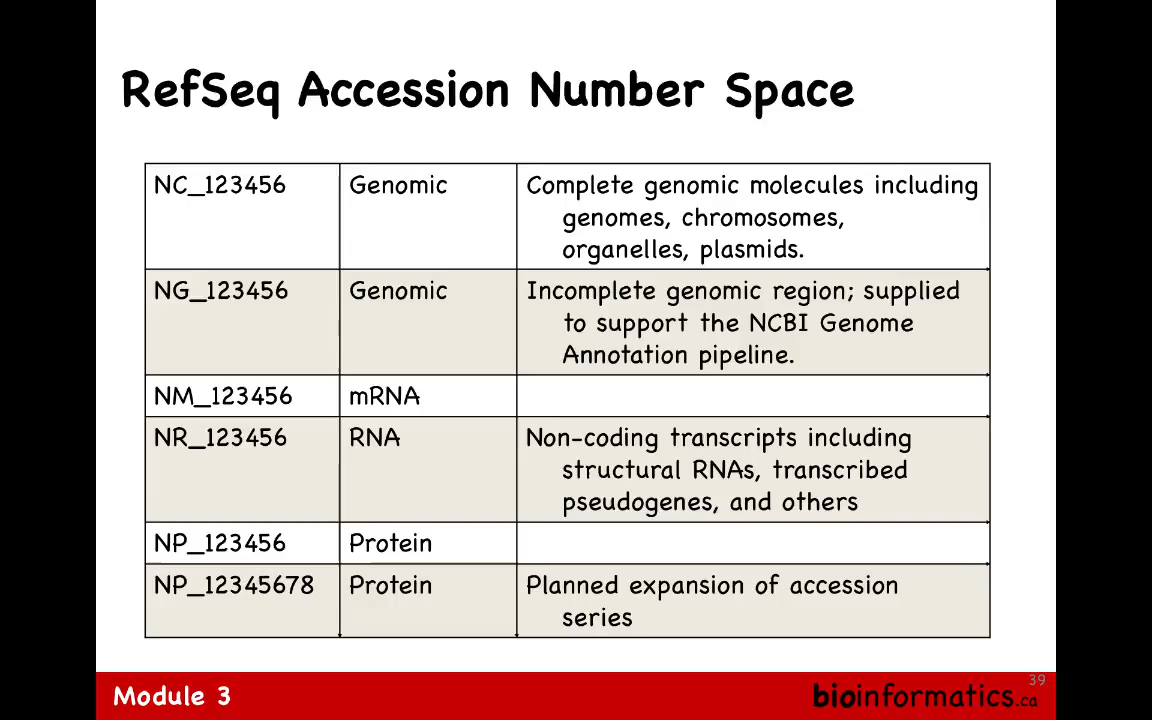 RefSeq Accession Number Space
NC_123456 Genomic Complete genomic molecules including
genomes, chromosomes,
organelles, plasmids.
NG_123456 Genomic Incomplete genomic region; supplied
to support the NCBI Genome
Annotation pipeline.
NM_123456 mRNA
NR_123456 RNA Non-coding transcripts including
structural RNAs, transcribed
pseudogenes, and others
NP_123456 Protein
NP_12345678 Protein Planned expansion of accession
series
39
Module 3 bioinformatics.ca